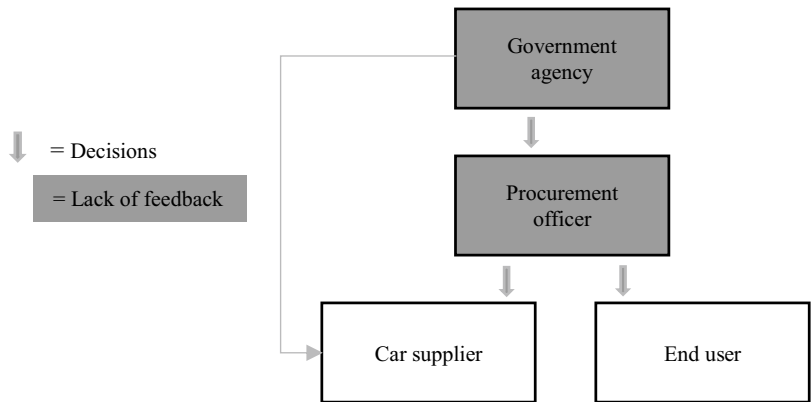 Government
agency
= Decisions
= Lack of feedback
Procurement
officer
Car supplier
End user